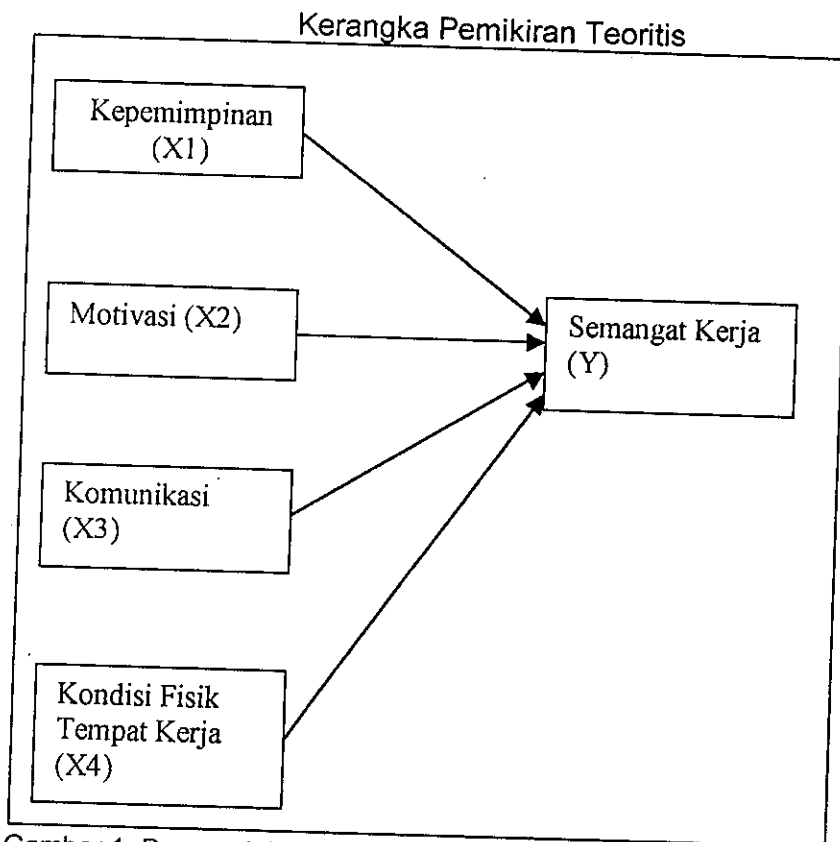 Kerangka Pemikiran Teoritis
Kepemimpinan
(X1)
Motivasi (X2)
Semangat Kerja
(Y)
Komunikasi
(X3)
Kondisi Fisik
Tempat Kerja
(X4)
Gambar 1.